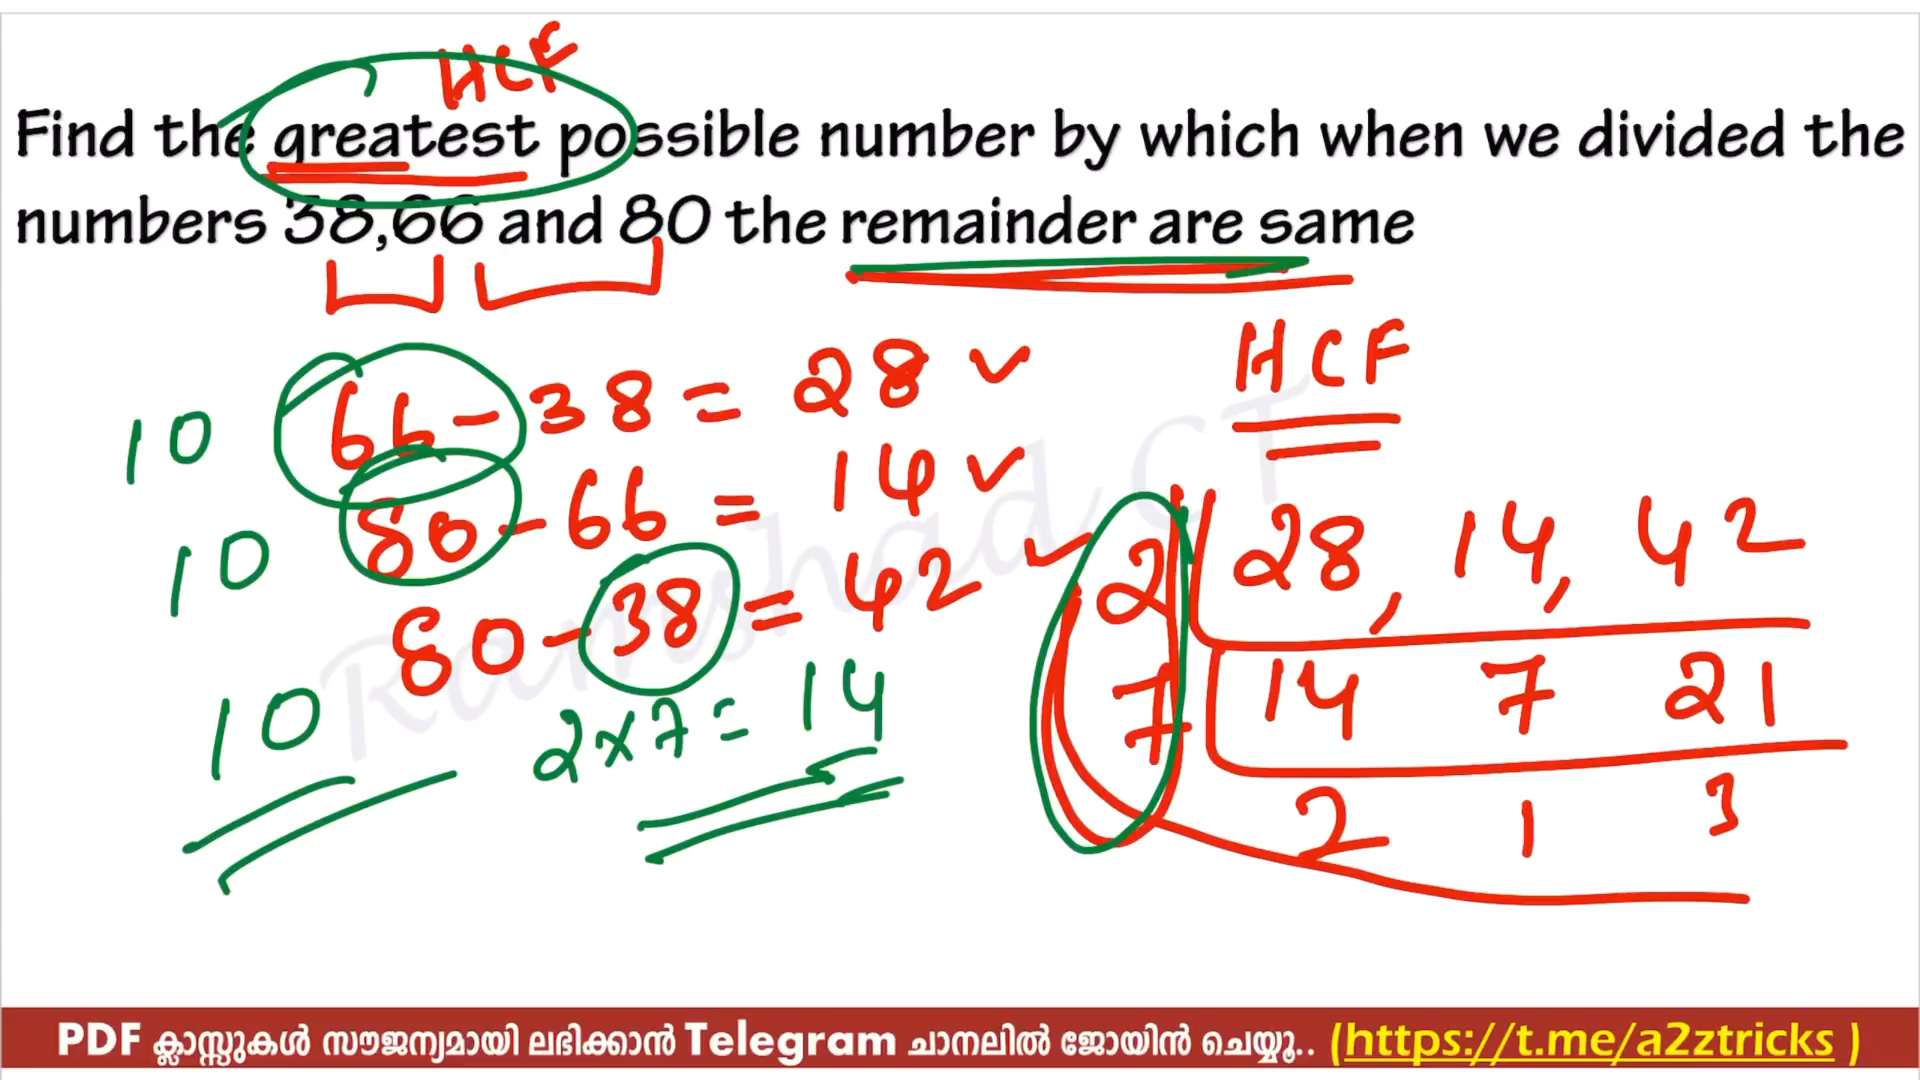 HCF
Find the greatest possible number by which when we divided the
numbers 38,66 and 80 the remainder are same
HCF
10 66-38=28 ✓
10 80-66=14 ✓
80-38=42 ✓
10 2×7=14
2 28, 14, 42
7 14 7 21
2 1 3
Ramshad CT
PDF ക്ലാസ്സുകൾ സൗജന്യമായി ലഭിക്കാൻ Telegram ചാനലിൽ ജോയിൻ ചെയ്യൂ.. (https://t.me/a2ztricks )